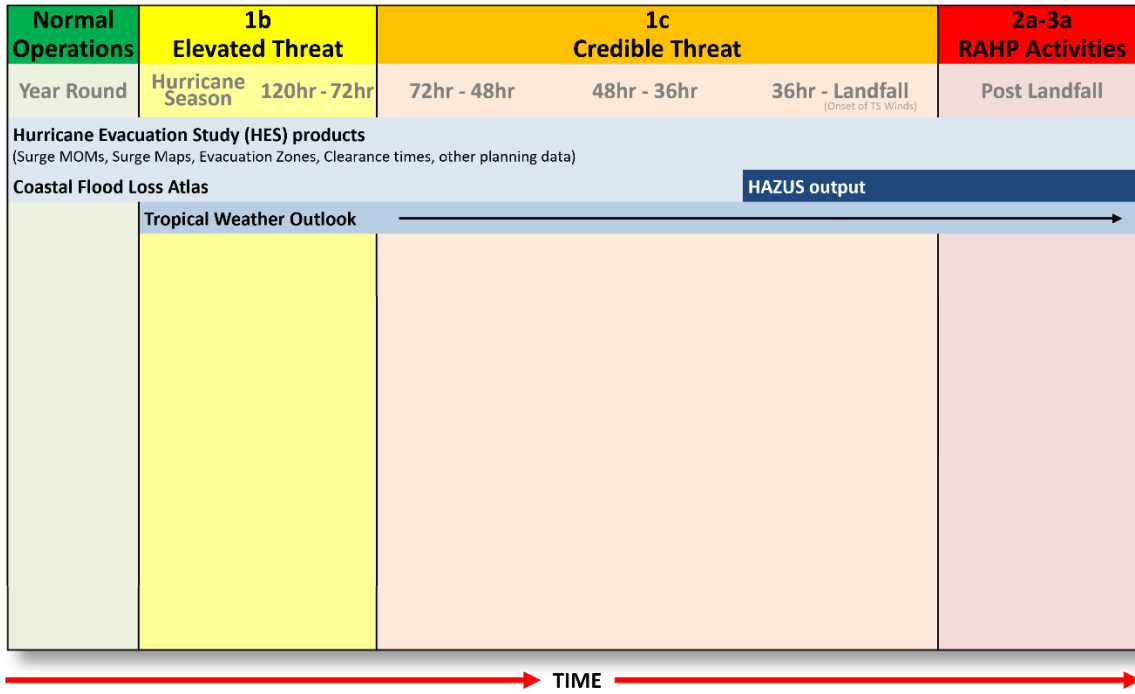 Normal Operations
1b
Elevated Threat
1c
Credible Threat
2a-3a
RAHP Activities
Year Round
Hurricane Season
120hr - 72hr
72hr - 48hr
48hr - 36hr
36hr - Landfall
(Onset of TS Winds)
Post Landfall
Hurricane Evacuation Study (HES) products
(Surge MOMs, Surge Maps, Evacuation Zones, Clearance times, other planning data)
Coastal Flood Loss Atlas
HAZUS output
Tropical Weather Outlook
TIME